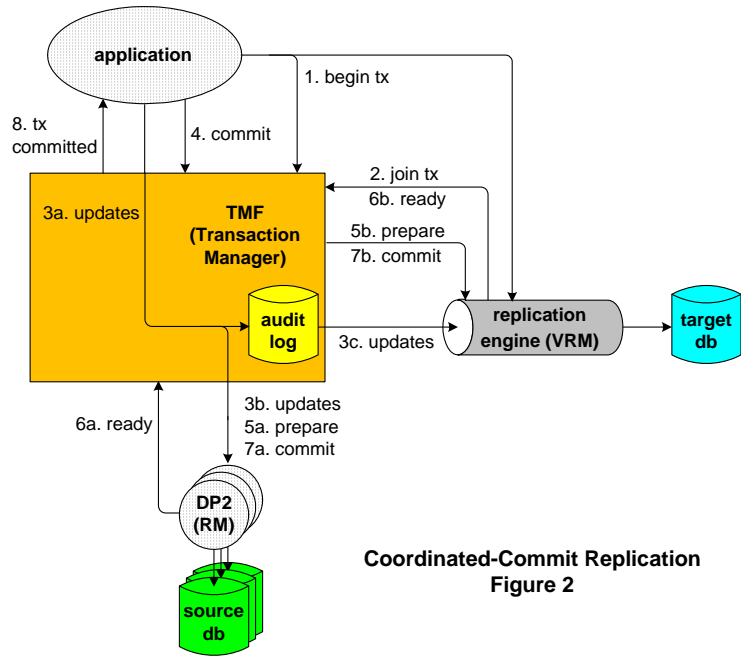 application
1. begin tx
8. tx
committed
4. commit
2. join tx
6b. ready
3a. updates
TMF
(Transaction
Manager)
5b. prepare
7b. commit
audit
log
3c. updates
replication
engine (VRM)
target
db
6a. ready
3b. updates
5a. prepare
7a. commit
DP2
(RM)
source
db
Coordinated-Commit Replication
Figure 2